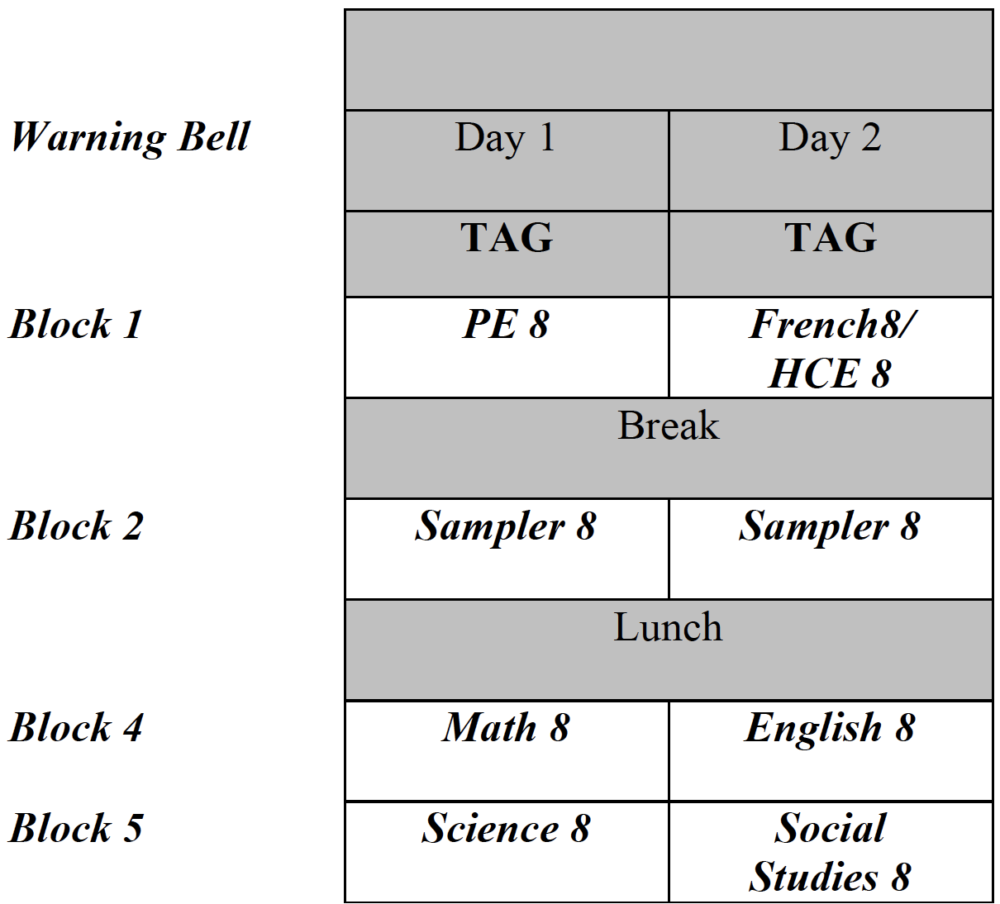 Warning Bell Day 1 Day 2
TAG TAG
Block 1 PE 8 French8/
HCE 8
Break
Block 2 Sampler 8 Sampler 8
Lunch
Block 4 Math 8 English 8
Block 5 Science 8 Social
Studies 8